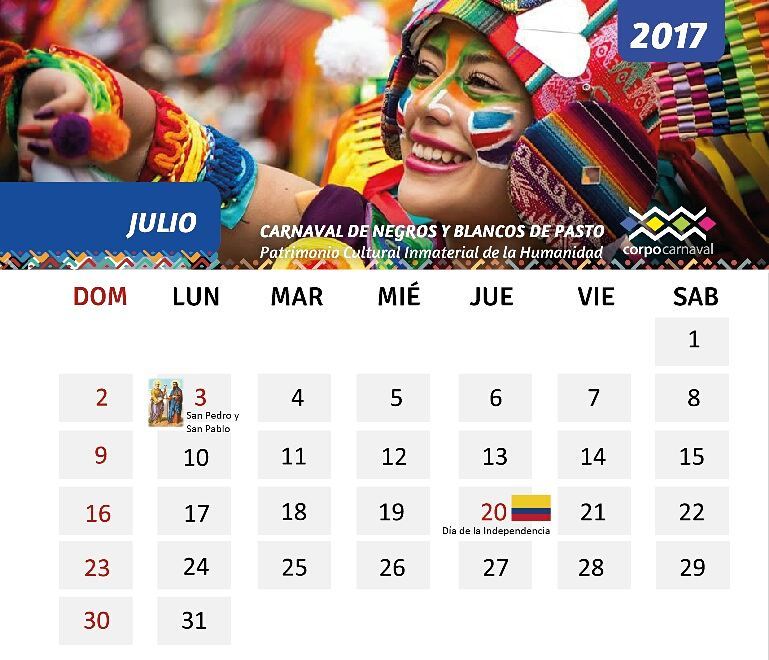 2017
JULIO
CARNAVAL DE NEGROS Y BLANCOS DE PASTO
Patrimonio Cultural Inmaterial de la Humanidad
corpocarnaval
DOM LUN MAR MIÉ JUE VIE SAB
1
2 3 4 5 6 7 8
San Pedro y
San Pablo
9 10 11 12 13 14 15
16 17 18 19 20 21 22
Día de la Independencia
23 24 25 26 27 28 29
30 31